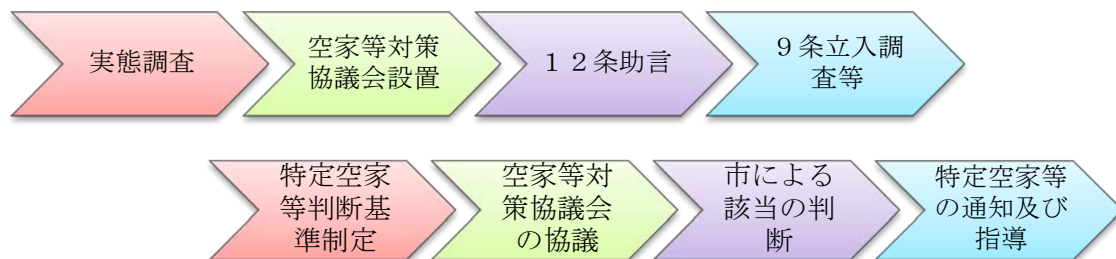 実態調査
空家等対策
協議会設置
１２条助言
９条立入調
査等
特定空家
等判断基
準制定
空家等対
策協議会
の協議
市による
該当の判
断
特定空家等
の通知及び
指導